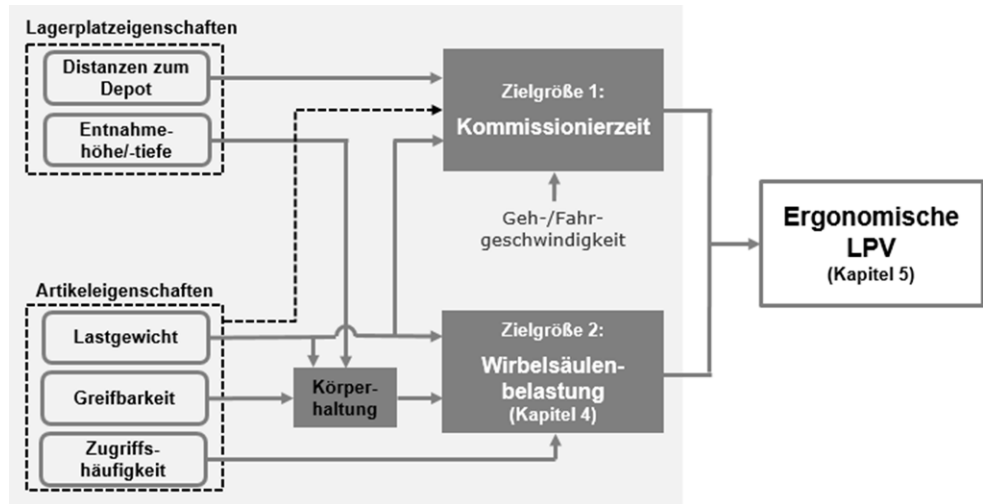 Lagerplatzeigenschaften
Distanzen zum
Depot
Entnahme-
höhe/-tiefe
Artikeleigenschaften
Lastgewicht
Greifbarkeit
Zugriffs-
häufigkeit
Körper-
haltung
Zielgröße 1:
Kommissionierzeit
Geh-/Fahr-
geschwindigkeit
Zielgröße 2:
Wirbelsäulen-
belastung
(Kapitel 4)
Ergonomische
LPV
(Kapitel 5)